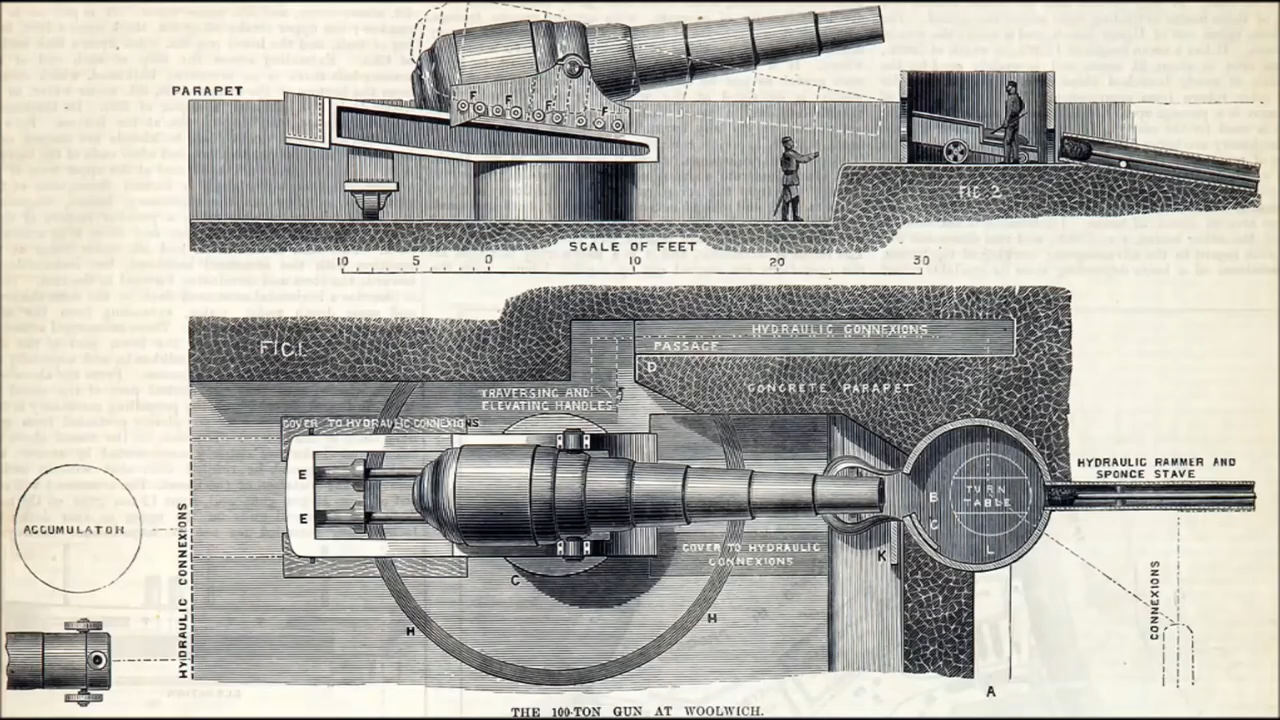 PARAPET
F F F F
FIG. 2
SCALE OF FEET
10 5 0 10 20 30
HYDRAULIC CONNEXIONS
PASSAGE
FIG. 1.
D
CONCRETE PARAPET
TRAVERSING AND
ELEVATING HANDLES
COVER TO HYDRAULIC CONNEXIONS
HYDRAULIC RAMMER AND
SPONGE STAVE
E
TURN
TABLE
B
E
C
ACCUMULATOR
HYDRAULIC CONNEXIONS
COVER TO HYDRAULIC
CONNEXIONS
K
L
C
CONNEXIONS
H
H
A
THE 100-TON GUN AT WOOLWICH.